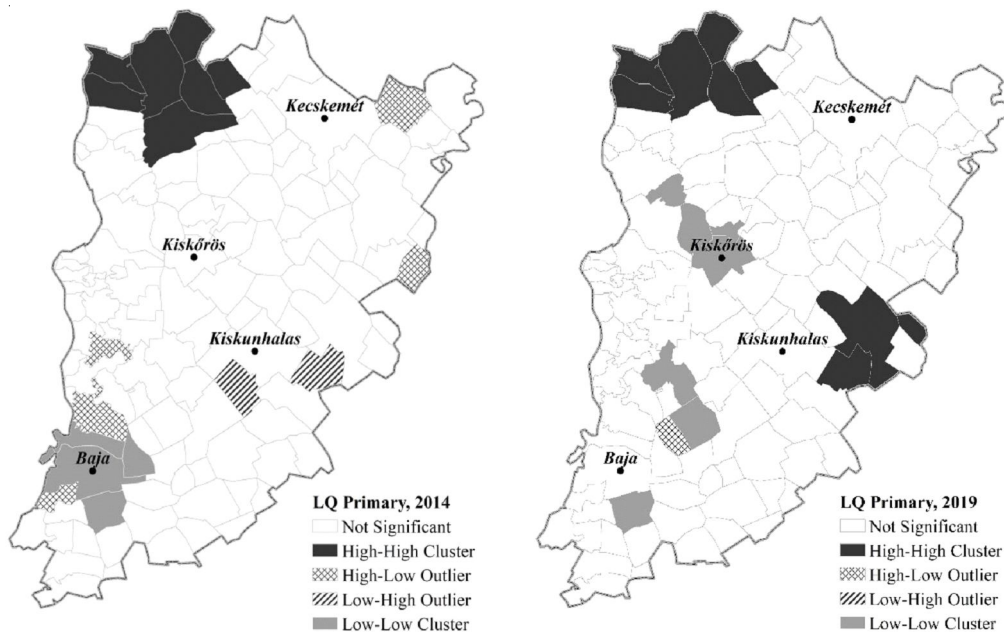 Kecskemét
Kiskőrös
Kiskunhalas
Baja
LQ Primary, 2014
Not Significant
High-High Cluster
High-Low Outlier
Low-High Outlier
Low-Low Cluster
Kecskemét
Kiskőrös
Kiskunhalas
Baja
LQ Primary, 2019
Not Significant
High-High Cluster
High-Low Outlier
Low-High Outlier
Low-Low Cluster